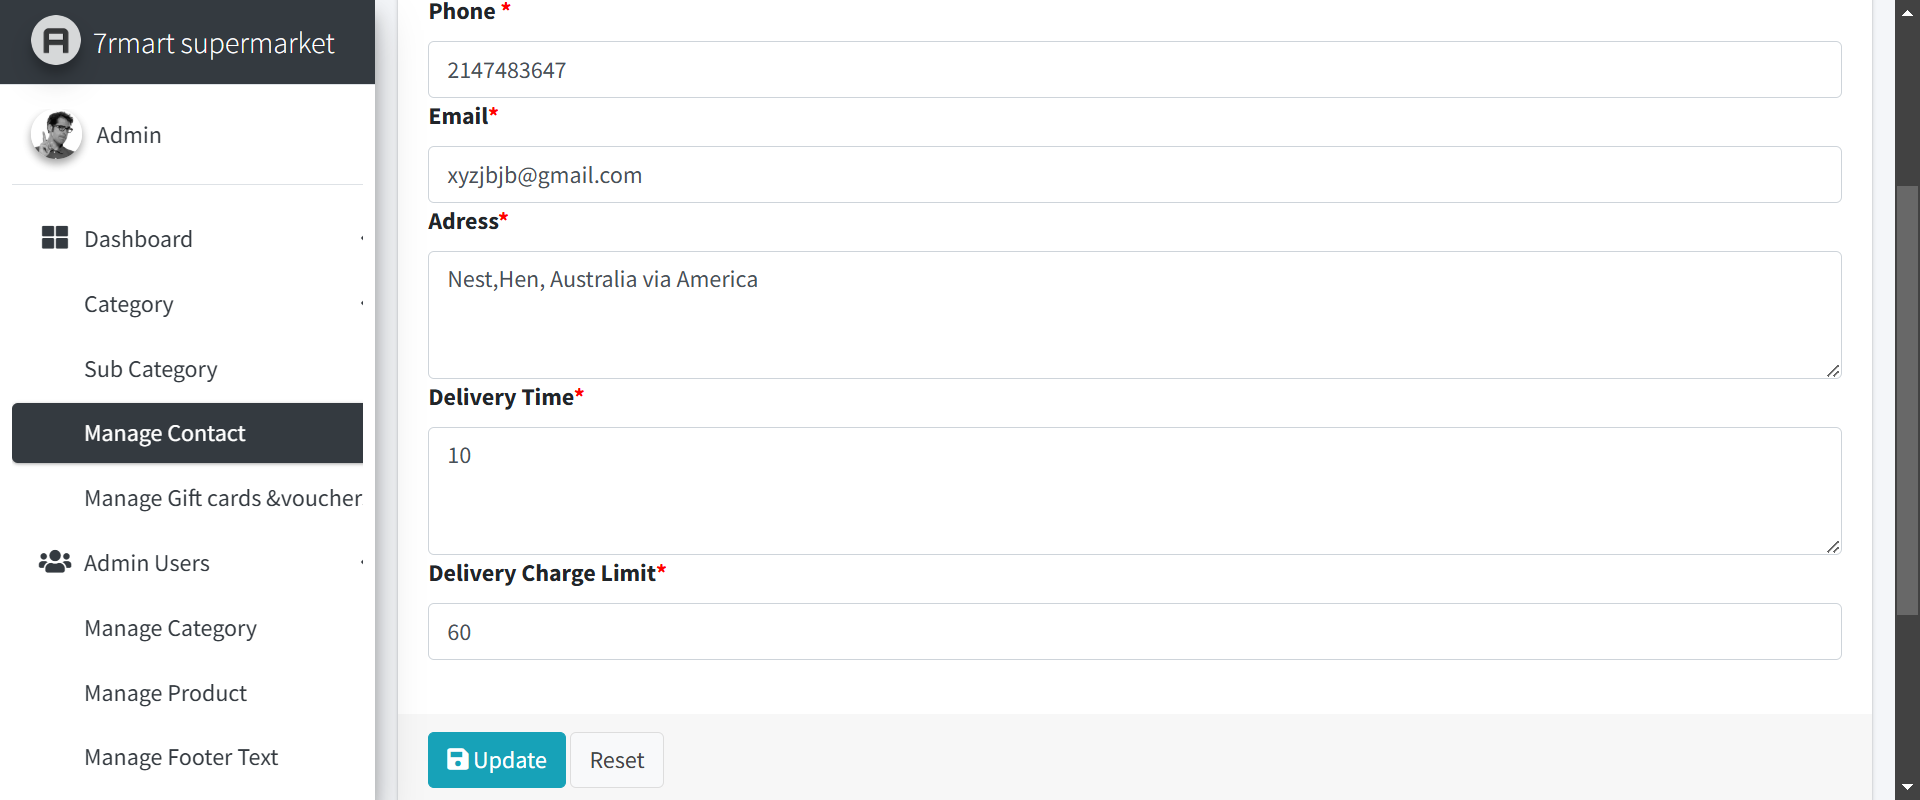 7rmart supermarket
Admin
Dashboard
Category
Sub Category
Manage Contact
Manage Gift cards &voucher
Admin Users
Manage Category
Manage Product
Manage Footer Text
Phone *
2147483647
Email*
xyzjbjb@gmail.com
Adress*
Nest,Hen, Australia via America
Delivery Time*
10
Delivery Charge Limit*
60
Update
Reset